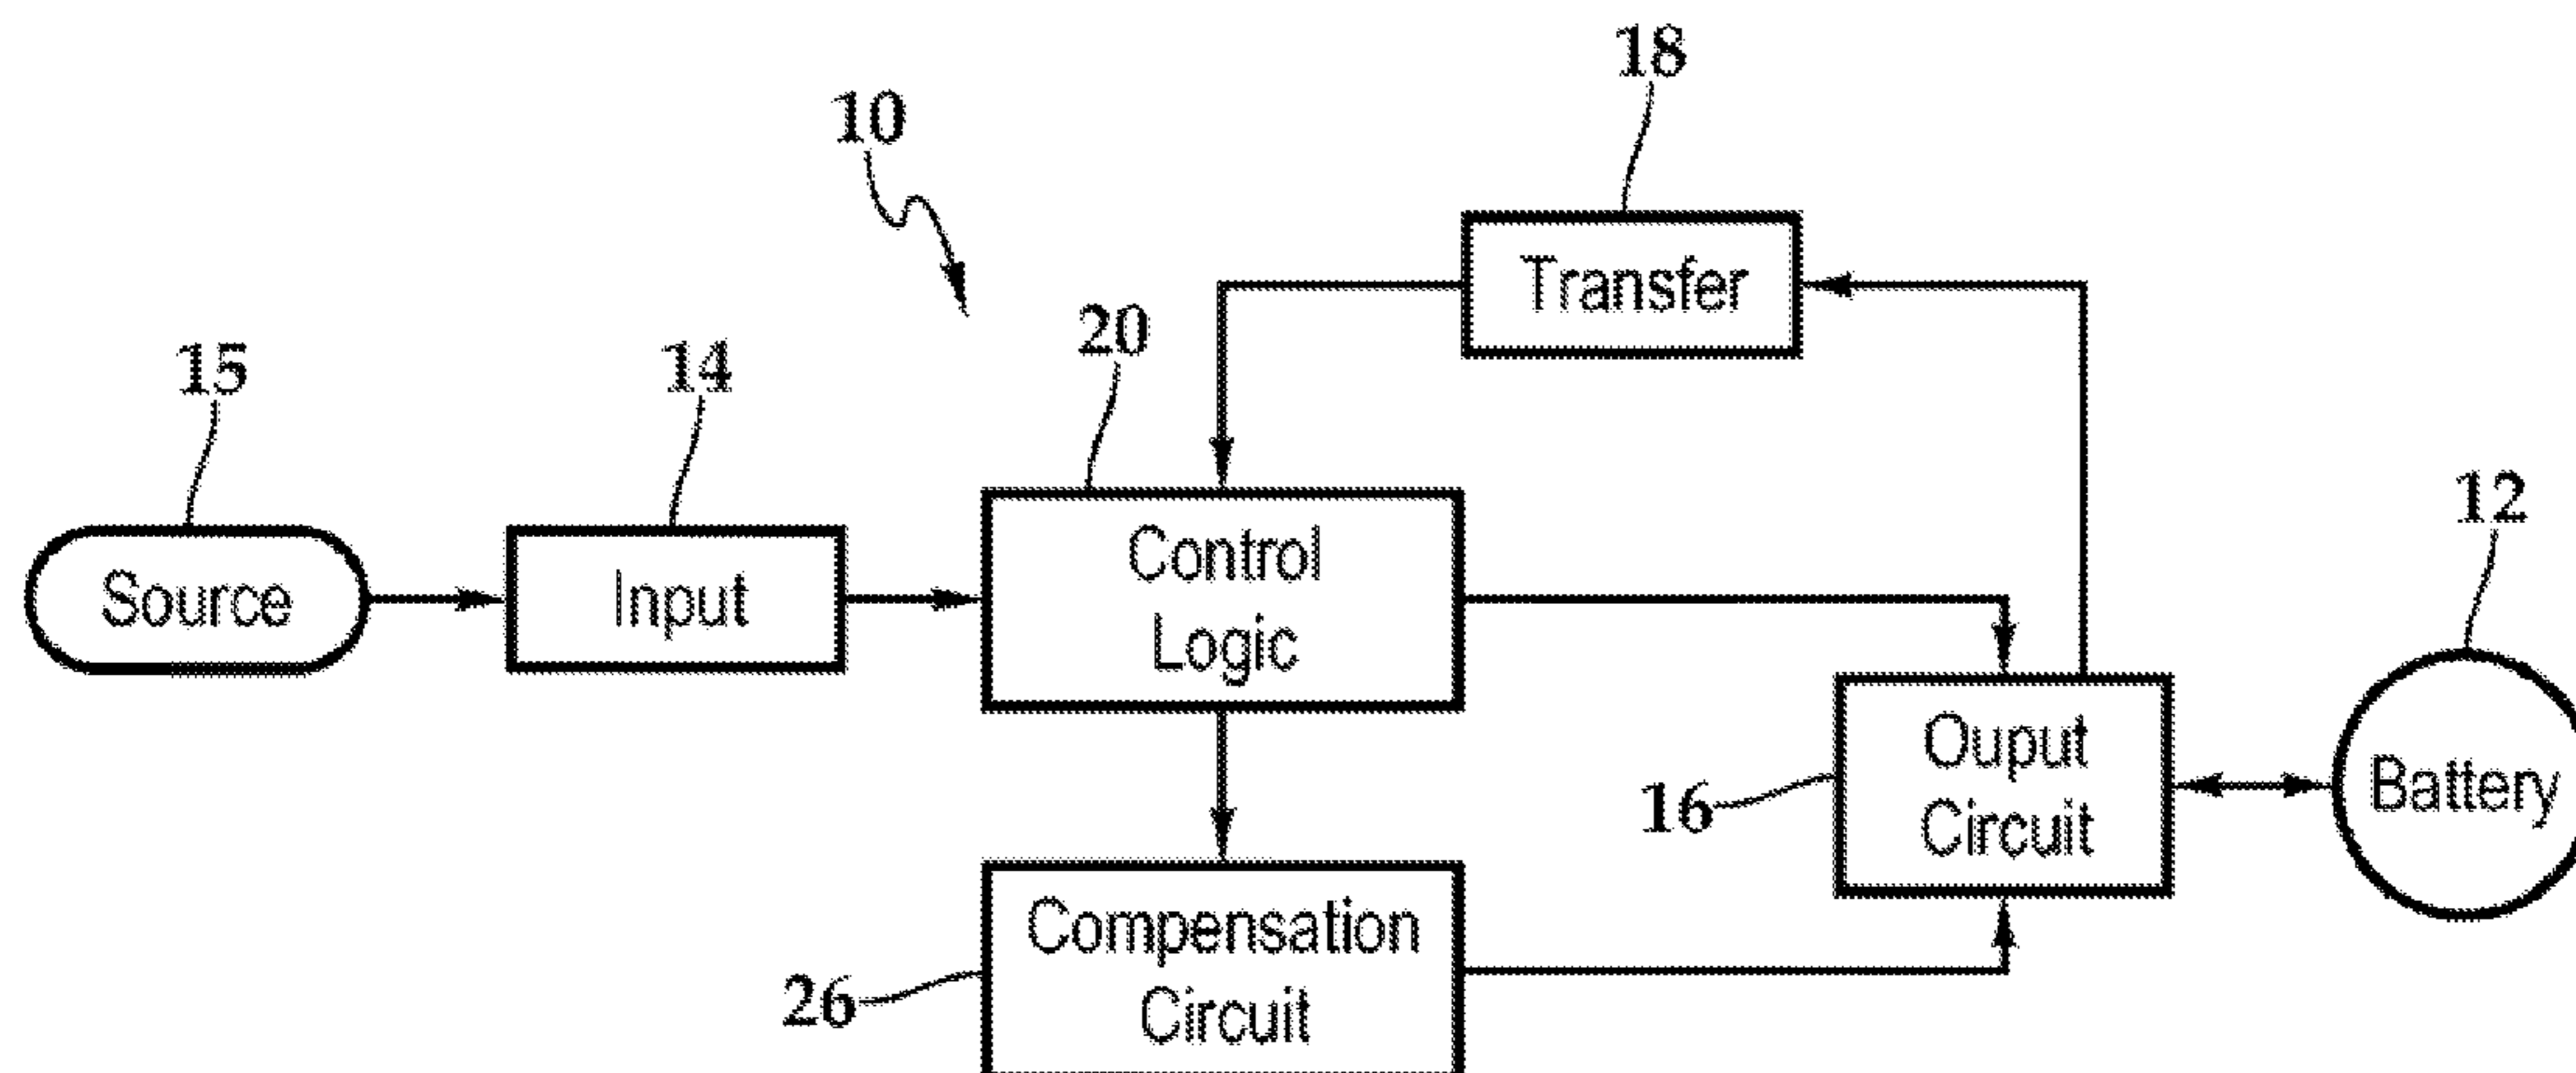 18
10
Transfer
20
15
14
12
Control
Logic
Source
Input
Ouput
Circuit
16
Battery
Compensation
Circuit
26